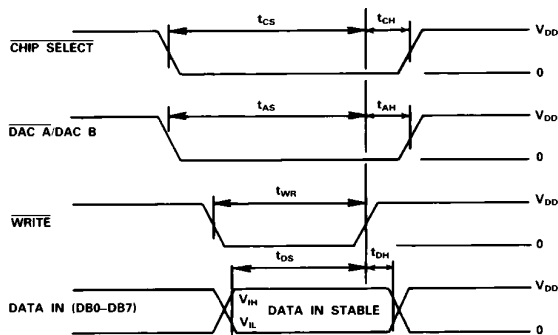 tCS tCH VDD
CHIP SELECT
0
tAS tAH VDD
DAC A/DAC B
0
tWR VDD
WRITE
0
tDS tDH
VDD
DATA IN (DB0–DB7) VIH DATA IN STABLE
VIL 0